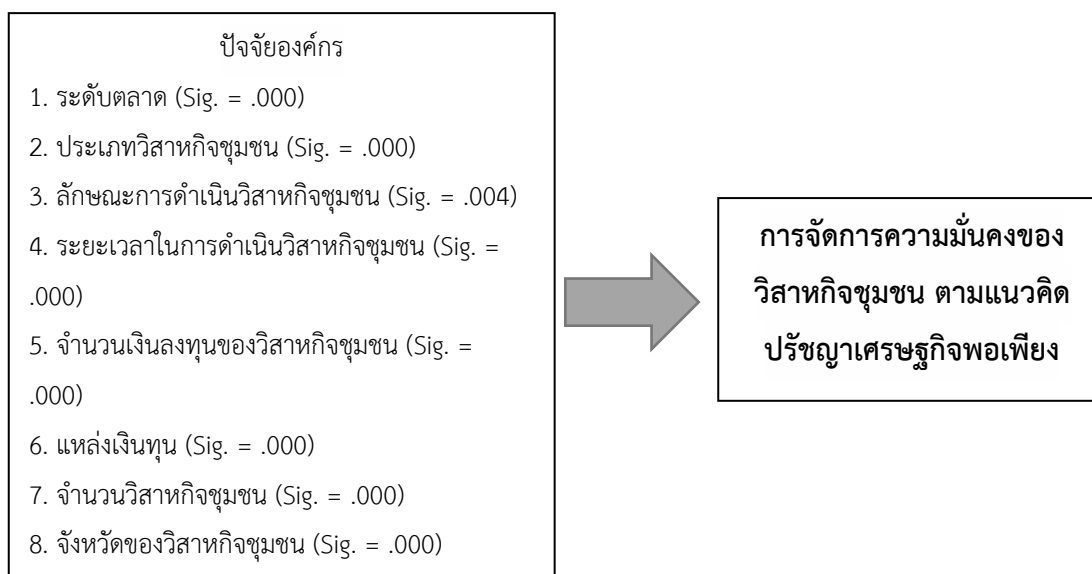 ปัจจัยองค์กร
1. ระดับตลาด (Sig. = .000)
2. ประเภทวิสาหกิจชุมชน (Sig. = .000)
3. ลักษณะการดำเนินวิสาหกิจชุมชน (Sig. = .004)
4. ระยะเวลาในการดำเนินวิสาหกิจชุมชน (Sig. =
.000)
5. จำนวนเงินลงทุนของวิสาหกิจชุมชน (Sig. =
.000)
6. แหล่งเงินทุน (Sig. = .000)
7. จำนวนวิสาหกิจชุมชน (Sig. = .000)
8. จังหวัดของวิสาหกิจชุมชน (Sig. = .000)
การจัดการความมั่นคงของ
วิสาหกิจชุมชน ตามแนวคิด
ปรัชญาเศรษฐกิจพอเพียง